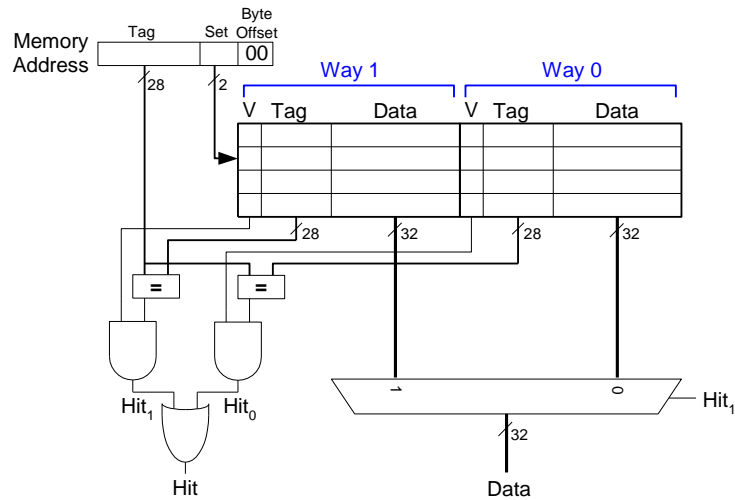 Byte
Tag Set Offset
Memory Address 00
28 2
Way 1 Way 0
V Tag Data V Tag Data
28 32 28 32
= =
1 0
Hit1 Hit0 Hit1
32
Hit Data